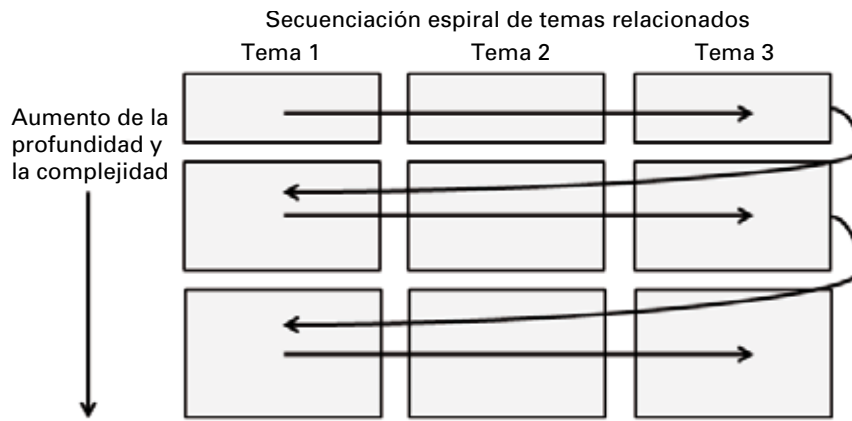 Secuenciación espiral de temas relacionados
Tema 1
Tema 2
Tema 3
Aumento de la
profundidad y
la complejidad